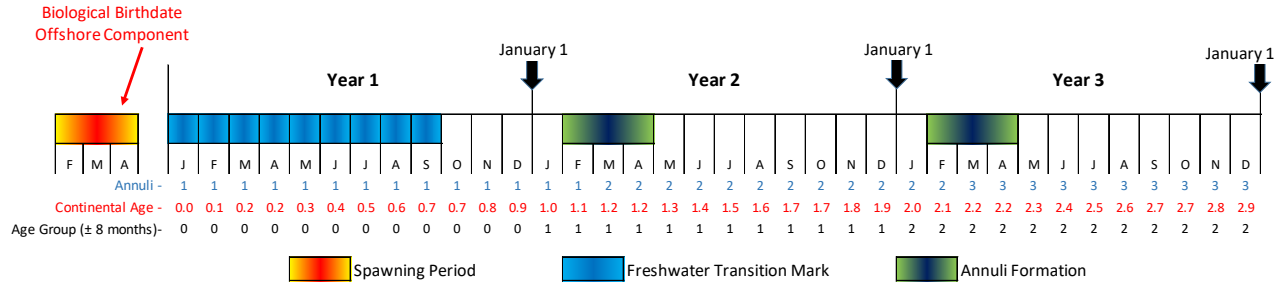 Biological Birthdate
Offshore Component
January 1
January 1
January 1
Year 1
Year 2
Year 3
F M A J F M A M J J A S O N D J F M A M J J A S O N D J F M A M J J A S O N D
Annuli - 1 1 1 1 1 1 1 1 1 1 1 1 1 1 2 2 2 2 2 2 2 2 2 2 2 2 3 3 3 3 3 3 3 3 3 3
Continental Age - 0.0 0.1 0.2 0.2 0.3 0.4 0.5 0.6 0.7 0.7 0.8 0.9 1.0 1.1 1.2 1.2 1.3 1.4 1.5 1.6 1.7 1.7 1.8 1.9 2.0 2.1 2.2 2.2 2.3 2.4 2.5 2.6 2.7 2.7 2.8 2.9
Age Group (± 8 months)- 0 0 0 0 0 0 0 0 0 0 0 0 1 1 1 1 1 1 1 1 1 1 1 1 2 2 2 2 2 2 2 2 2 2 2 2
Spawning Period
Freshwater Transition Mark
Annuli Formation